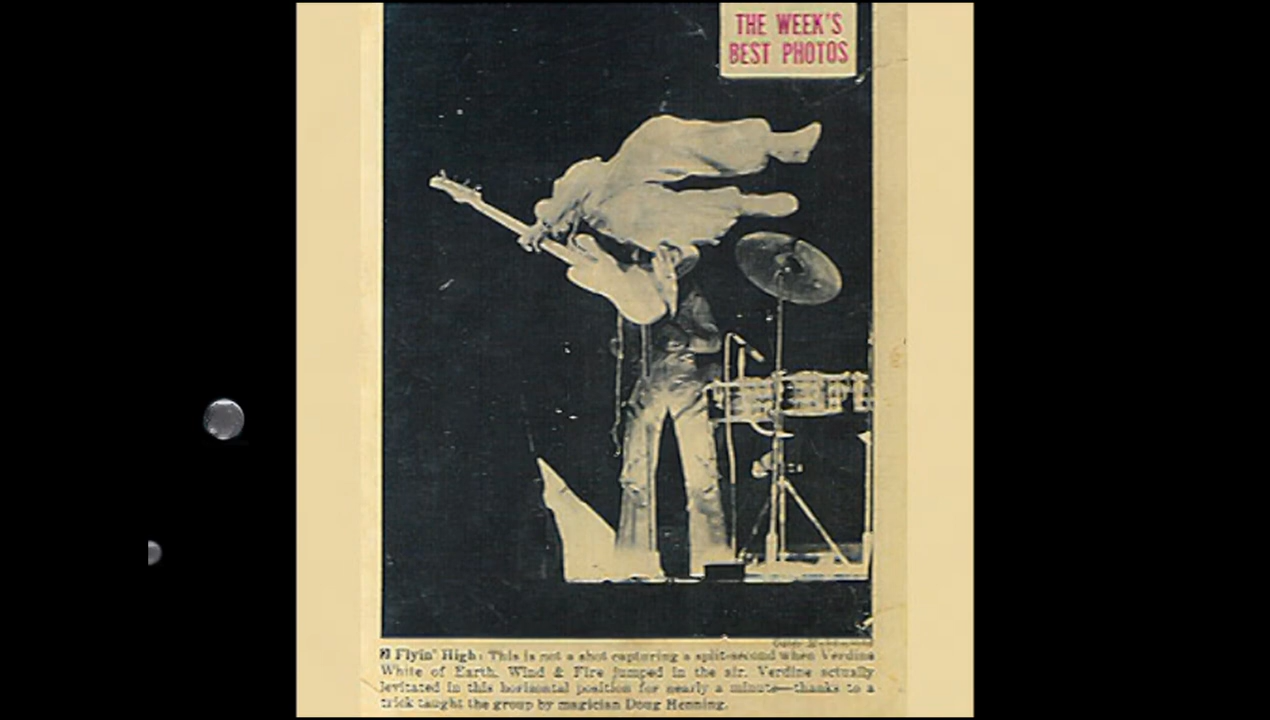 THE WEEK'S
BEST PHOTOS
Flyin' High: This is not a shot capturing a split-second when Verdine
White of Earth, Wind & Fire jumped in the air. Verdine actually
levitated in this horizontal position for nearly a minute—thanks to a
trick taught the group by magician Doug Henning.